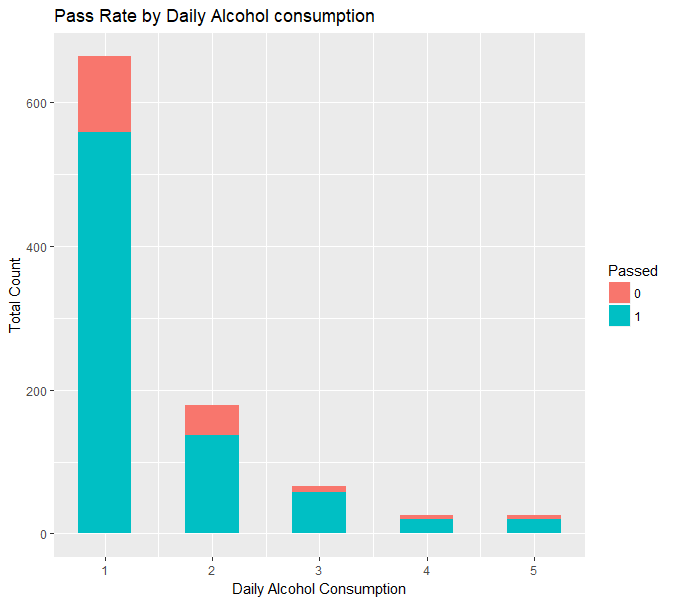 Pass Rate by Daily Alcohol consumption
Total Count
600
400
200
0
1 2 3 4 5
Daily Alcohol Consumption
Passed
0
1